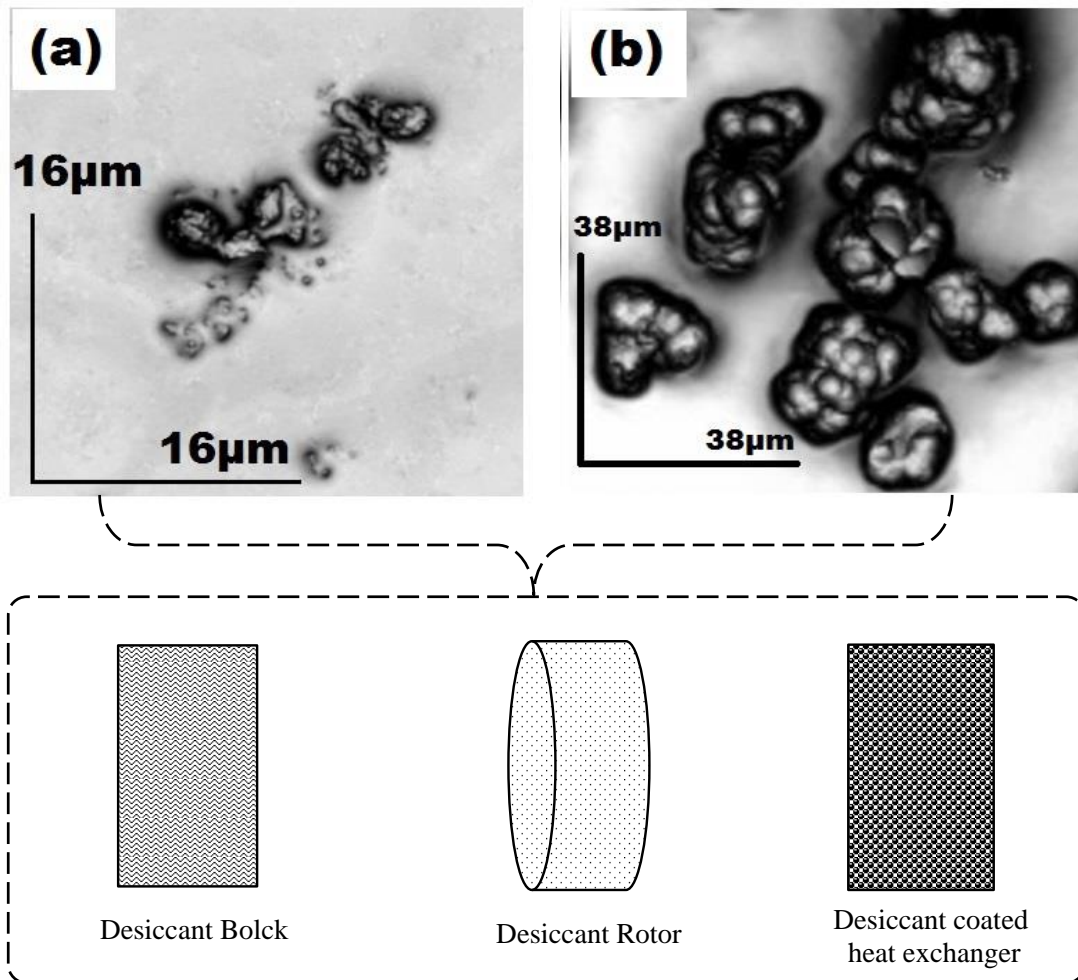 (a)
(b)
16µm
38µm
16µm
38µm
Desiccant Bolck
Desiccant Rotor
Desiccant coated
heat exchanger